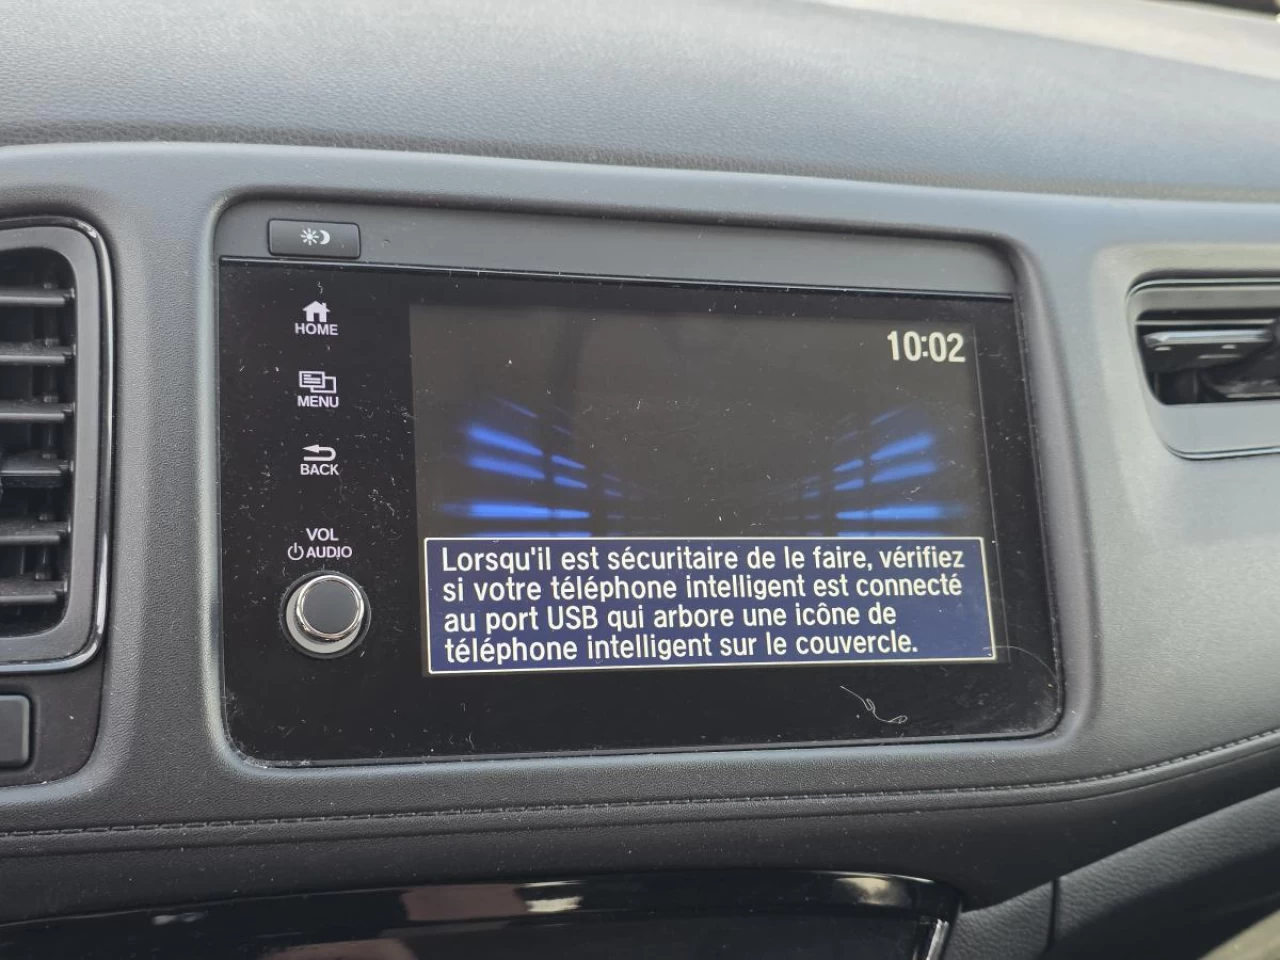 HOME
MENU
BACK
VOL
AUDIO
10:02
Lorsqu'il est sécuritaire de le faire, vérifiez
si votre téléphone intelligent est connecté
au port USB qui arbore une icône de
téléphone intelligent sur le couvercle.